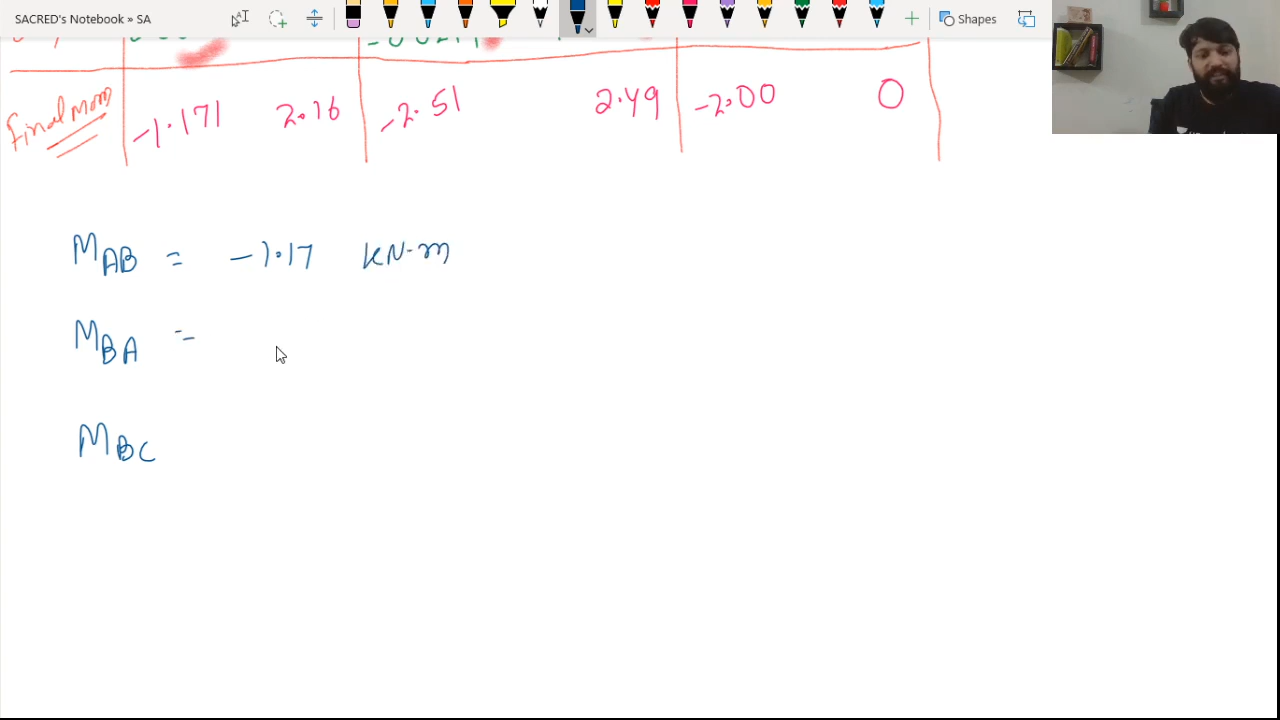 SACRED's Notebook » SA
Shapes
Final Mom -1.171 2.16 -2.51 2.49 -2.00 0
MAB = -1.17 kN-m
MBA =
MBC